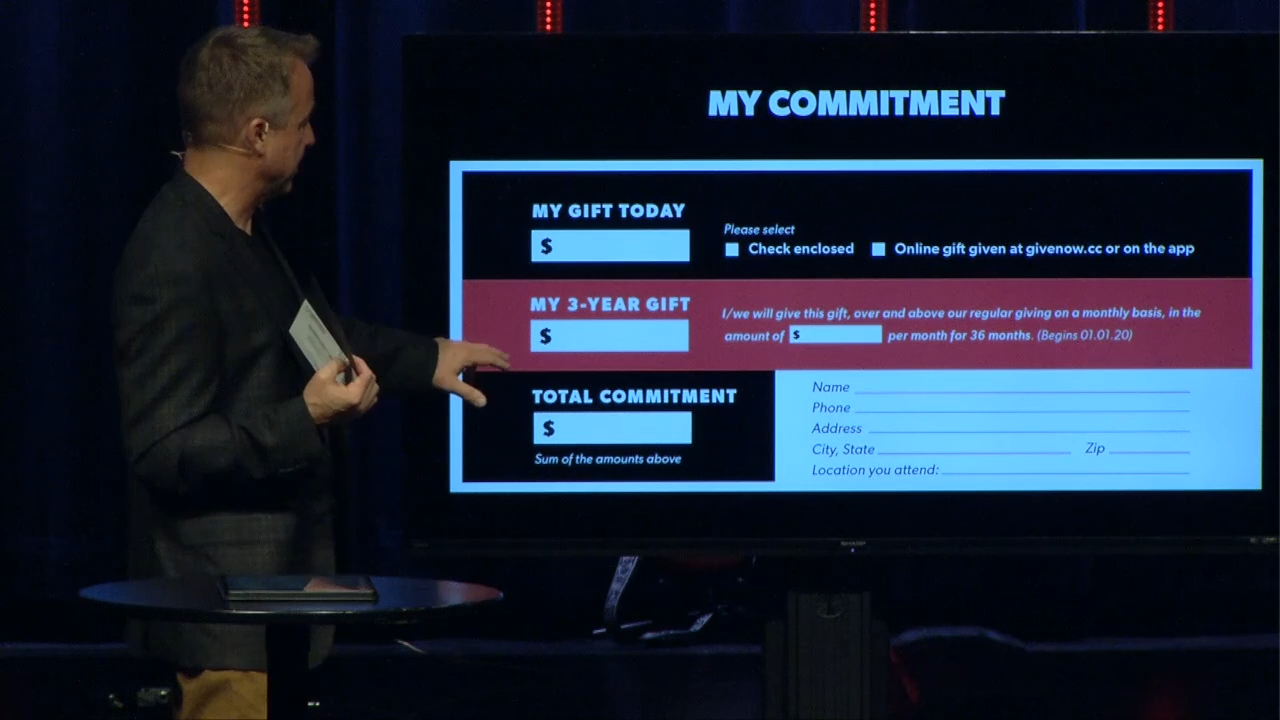 MY COMMITMENT
MY GIFT TODAY
$
Please select
Check enclosed
Online gift given at givenow.cc or on the app
MY 3-YEAR GIFT
$
I/we will give this gift, over and above our regular giving on a monthly basis, in the
amount of $ per month for 36 months. (Begins 01.01.20)
TOTAL COMMITMENT
$
Sum of the amounts above
Name
Phone
Address
City, State Zip
Location you attend:
SHARP